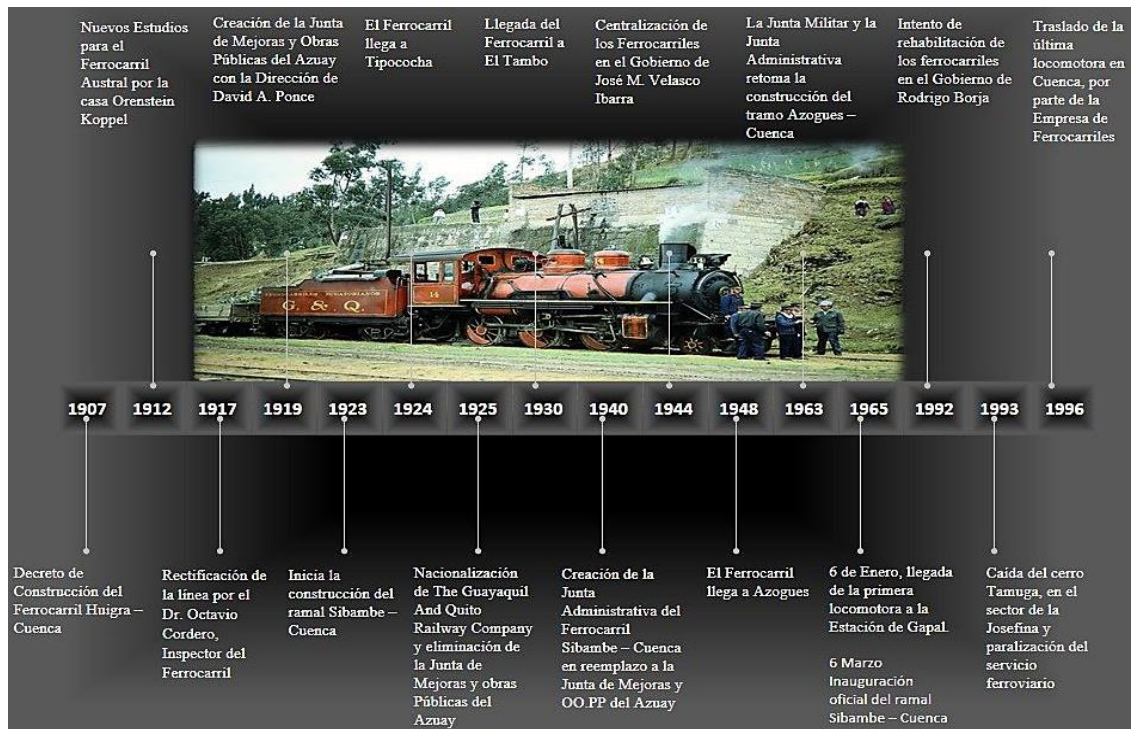 Nuevos Estudios
para el
Ferrocarril
Austral por la
casa Orenstein
Koppel
Creación de la Junta
de Mejoras y Obras
Públicas del Azuay
con la Dirección de
David A. Ponce
El Ferrocarril
llega a
Tipococha
Llegada del
Ferrocarril a
El Tambo
Centralización de
los Ferrocarriles
en el Gobierno de
José M. Velasco
Ibarra
La Junta Militar y la
Junta
Administrativa
retoma la
construcción del
tramo Azogues –
Cuenca
Intento de
rehabilitación de
los ferrocarriles
en el Gobierno de
Rodrigo Borja
Traslado de la
última
locomotora en
Cuenca, por
parte de la
Empresa de
Ferrocarriles
FERROCARRILES ECUATORIANOS
G. & Q.
14
1907 1912 1917 1919 1923 1924 1925 1930 1940 1944 1948 1963 1965 1992 1993 1996
Decreto de
Construcción del
Ferrocarril Huigra –
Cuenca
Rectificación de
la línea por el
Dr. Octavio
Cordero,
Inspector del
Ferrocarril
Inicia la
construcción del
ramal Sibambe –
Cuenca
Nacionalización
de The Guayaquil
And Quito
Railway Company
y eliminación de
la Junta de
Mejoras y obras
Públicas del
Azuay
Creación de la
Junta
Administrativa del
Ferrocarril
Sibambe – Cuenca
en reemplazo a la
Junta de Mejoras y
OO.PP del Azuay
El Ferrocarril
llega a Azogues
6 de Enero, llegada
de la primera
locomotora a la
Estación de Gapal.
6 Marzo
Inauguración
oficial del ramal
Sibambe – Cuenca
Caída del cerro
Tamuga, en el
sector de la
Josefina y
paralización del
servicio
ferroviario